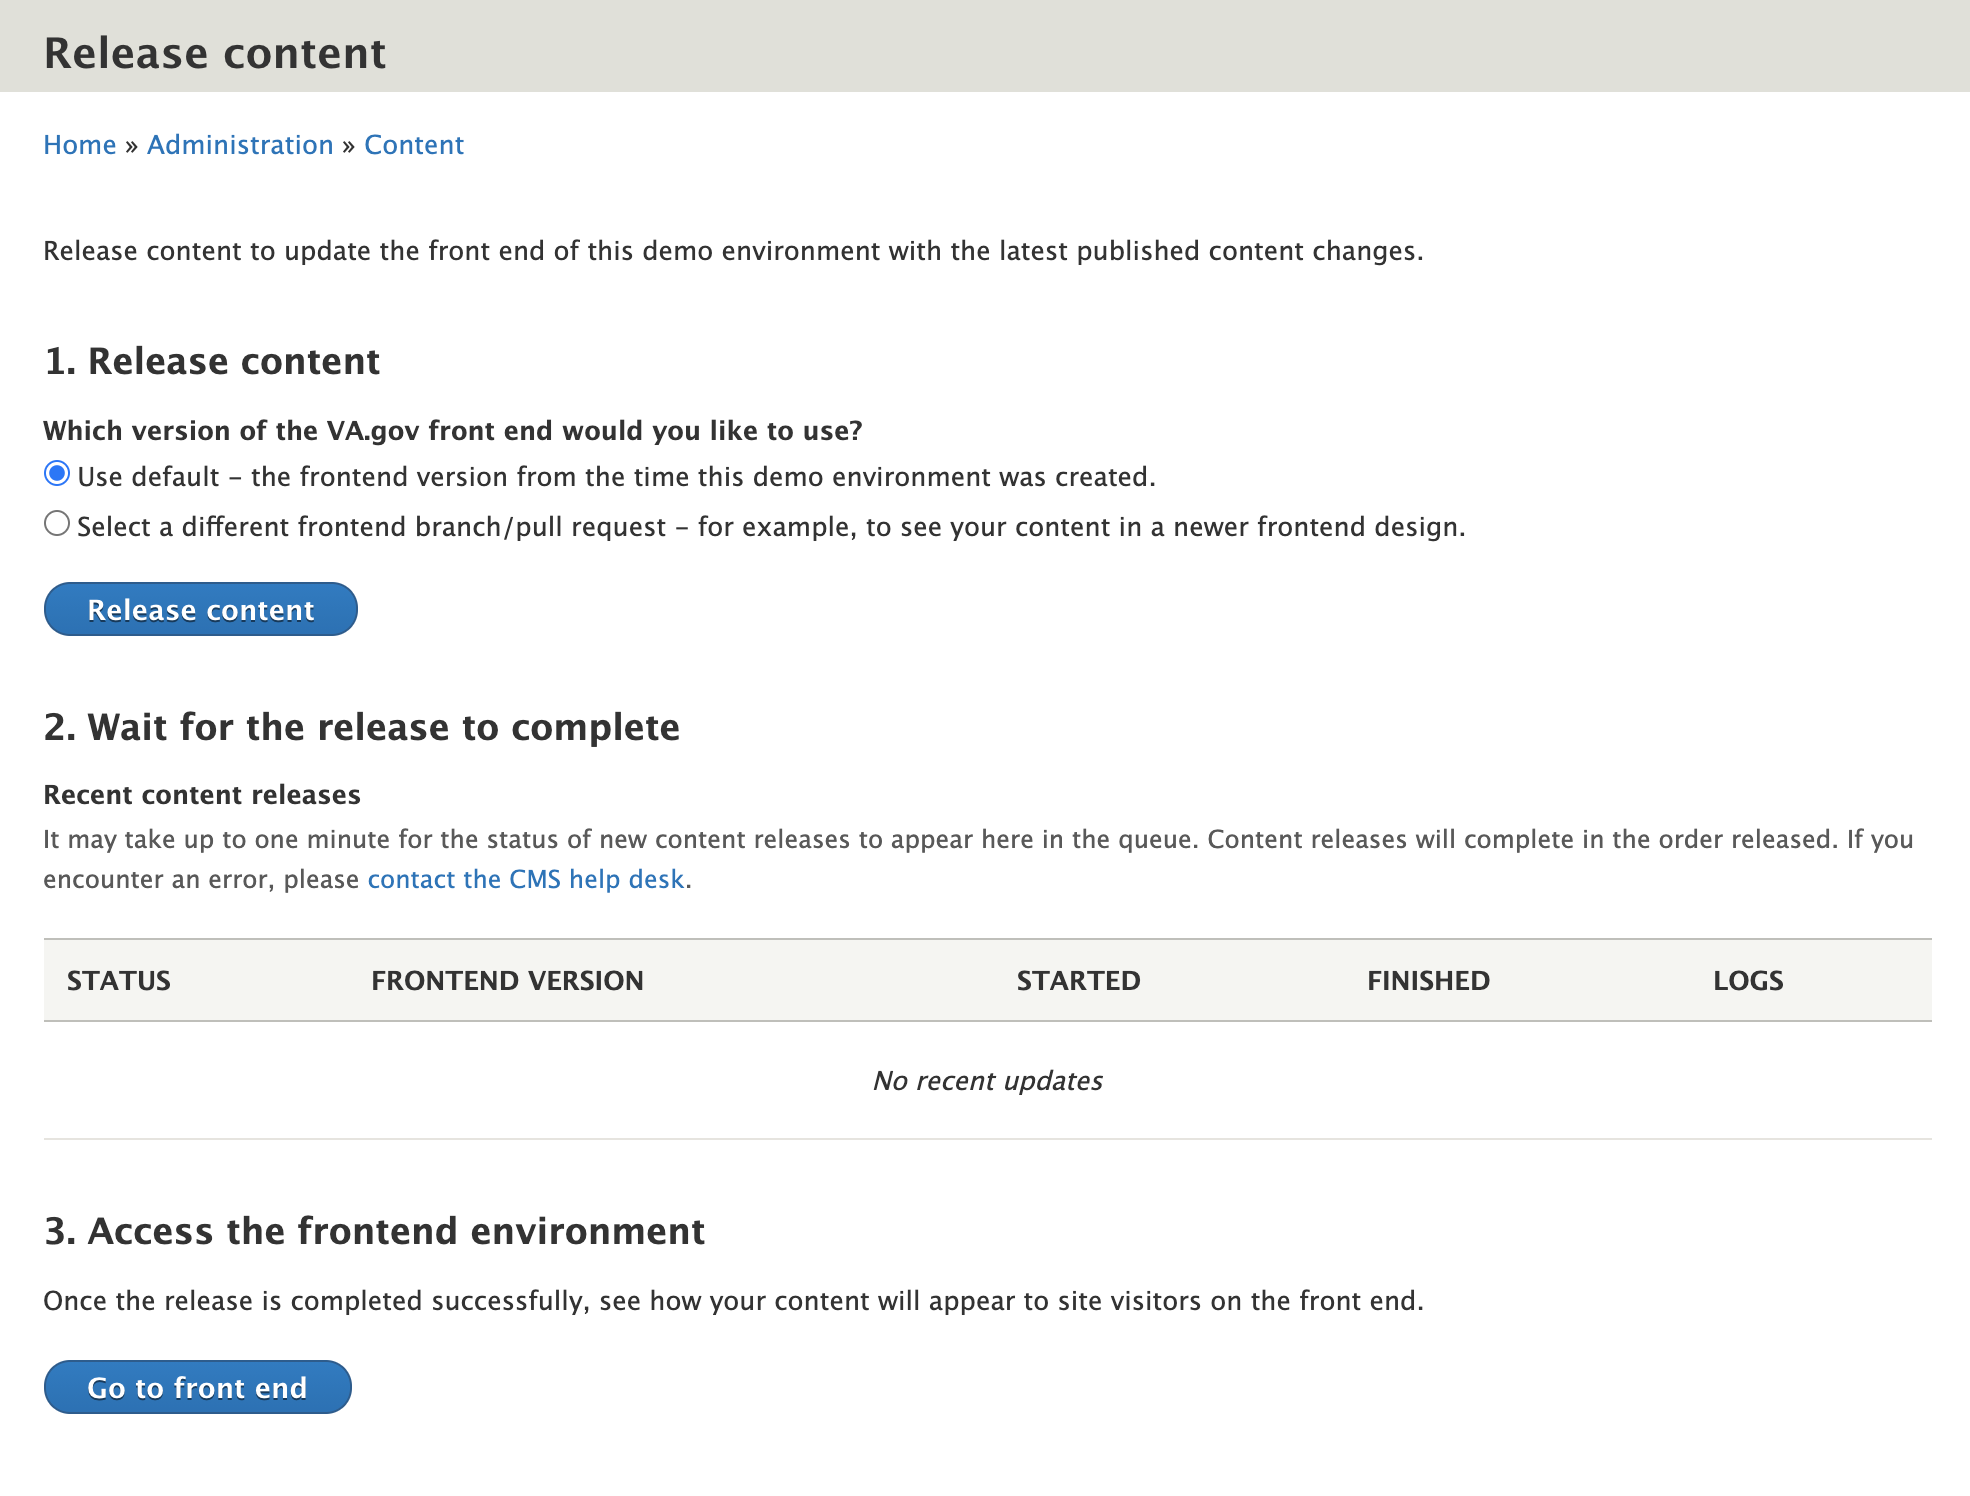 Release content
Home » Administration » Content
Release content to update the front end of this demo environment with the latest published content changes.
1. Release content
Which version of the VA.gov front end would you like to use?
Use default – the frontend version from the time this demo environment was created.
Select a different frontend branch/pull request – for example, to see your content in a newer frontend design.
Release content
2. Wait for the release to complete
Recent content releases
It may take up to one minute for the status of new content releases to appear here in the queue. Content releases will complete in the order released. If you
encounter an error, please contact the CMS help desk.
STATUS FRONTEND VERSION STARTED FINISHED LOGS
No recent updates
3. Access the frontend environment
Once the release is completed successfully, see how your content will appear to site visitors on the front end.
Go to front end